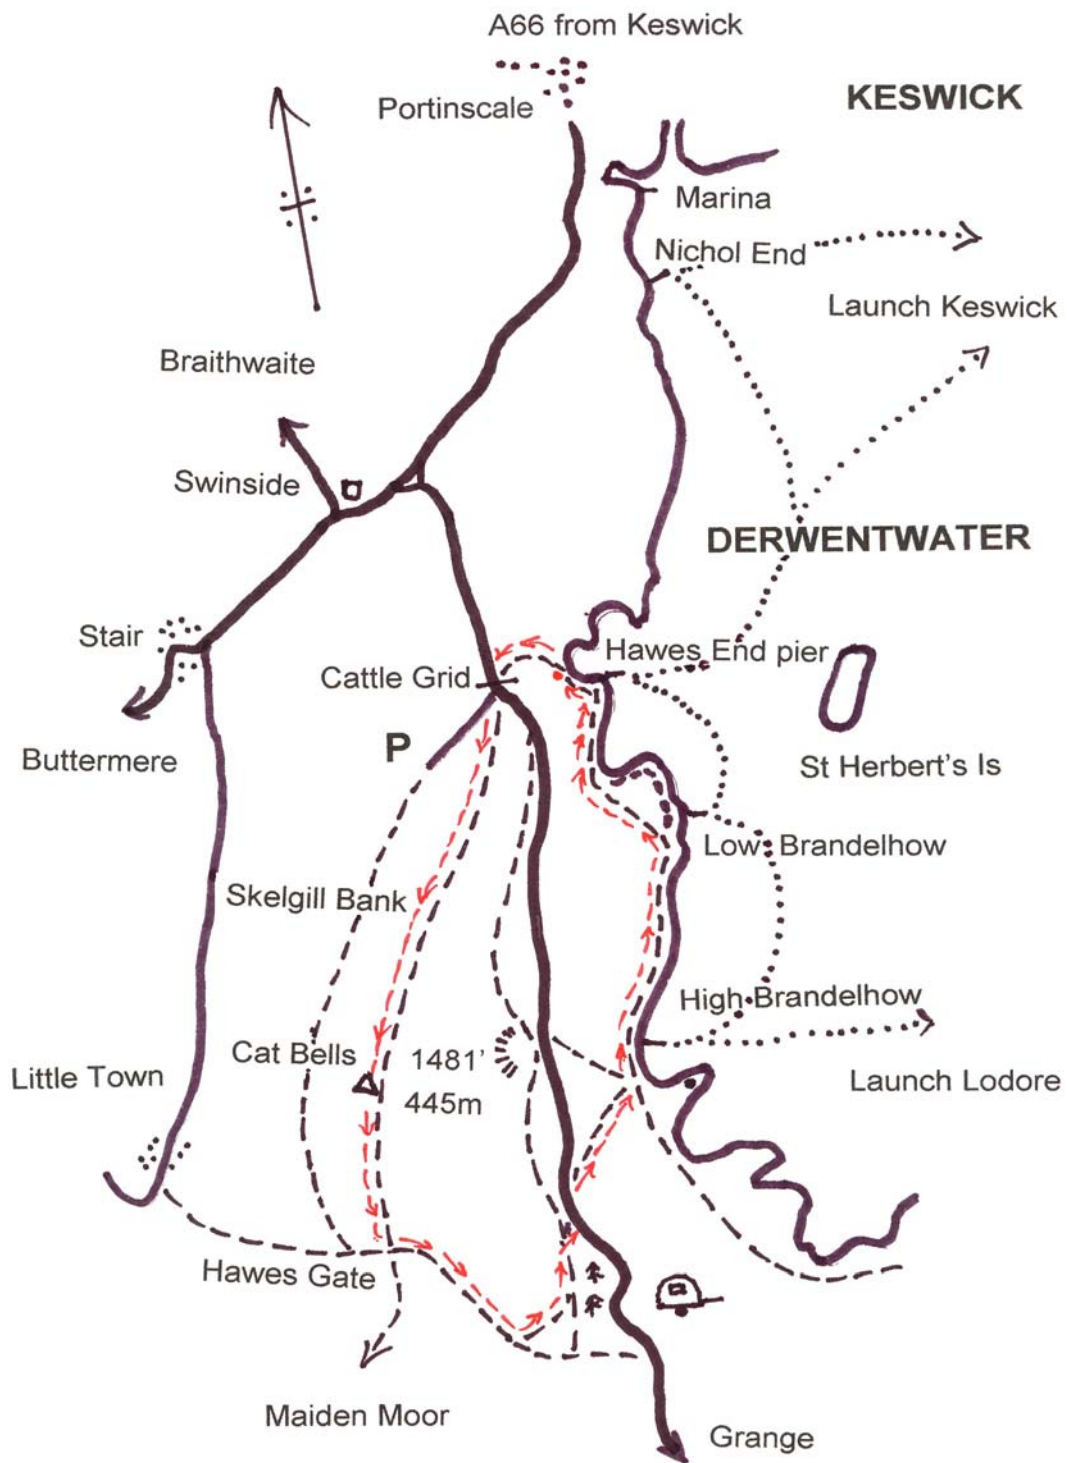 A66 from Keswick
KESWICK
Portinscale
Marina
Nichol End
Launch Keswick
Braithwaite
Swinside
DERWENTWATER
Stair
Hawes End pier
Cattle Grid
P
Buttermere
St Herbert's Is
Low Brandelhow
Skelgill Bank
High Brandelhow
Cat Bells
1481'
445m
Little Town
Launch Lodore
Hawes Gate
Maiden Moor
Grange